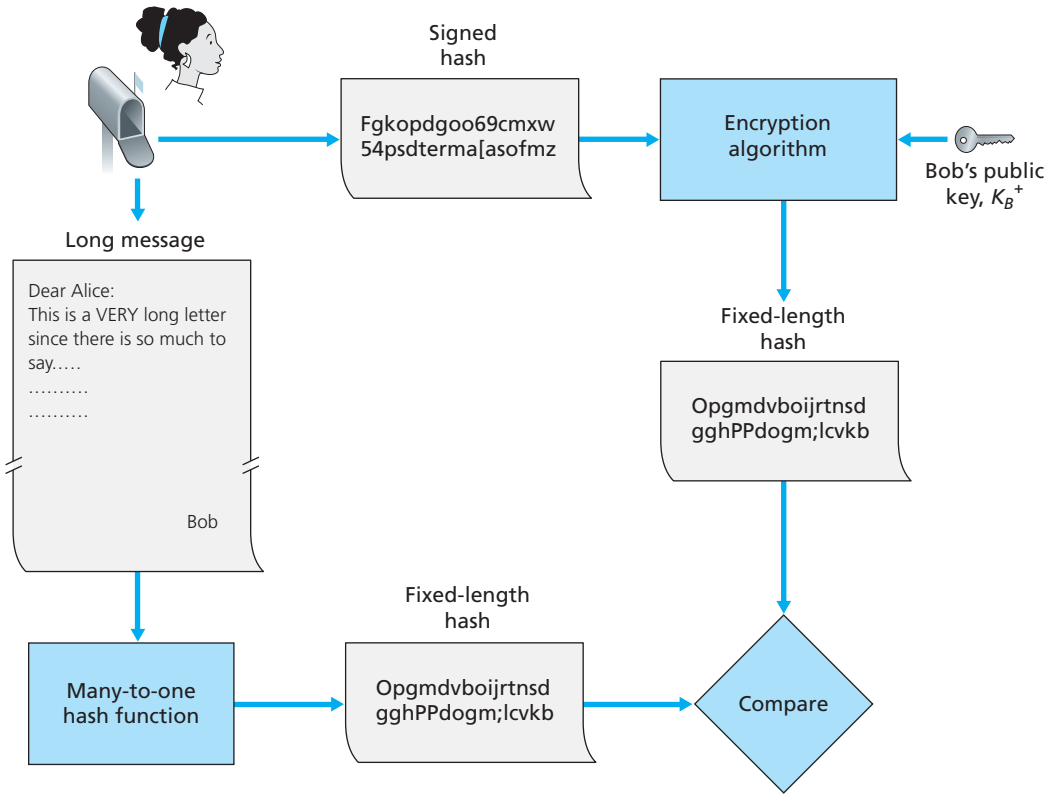 Signed
hash
Fgkopdgoo69cmxw
54psdterma[asofmz
Encryption
algorithm
Bob's public
key, K_B^+
Long message
Dear Alice:
This is a VERY long letter
since there is so much to
say.....
..........
..........
Bob
Fixed-length
hash
Opgmdvboijrtnsd
gghPPdogm;lcvkb
Many-to-one
hash function
Fixed-length
hash
Opgmdvboijrtnsd
gghPPdogm;lcvkb
Compare